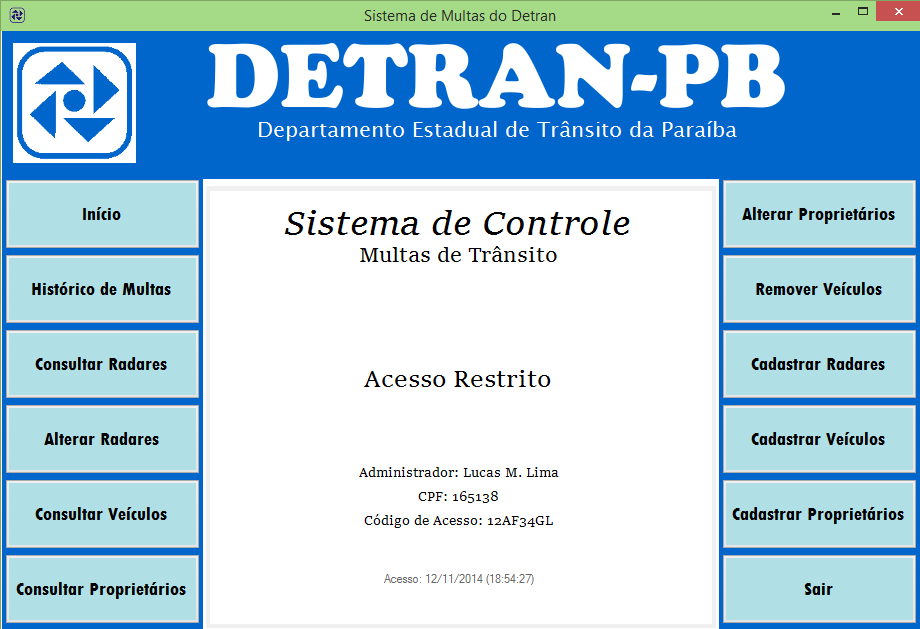 Sistema de Multas do Detran
DETRAN-PB
Departamento Estadual de Trânsito da Paraíba
Início
Histórico de Multas
Consultar Radares
Alterar Radares
Consultar Veículos
Consultar Proprietários
Sistema de Controle
Multas de Trânsito
Acesso Restrito
Administrador: Lucas M. Lima
CPF: 165138
Código de Acesso: 12AF34GL
Acesso: 12/11/2014 (18:54:27)
Alterar Proprietários
Remover Veículos
Cadastrar Radares
Cadastrar Veículos
Cadastrar Proprietários
Sair